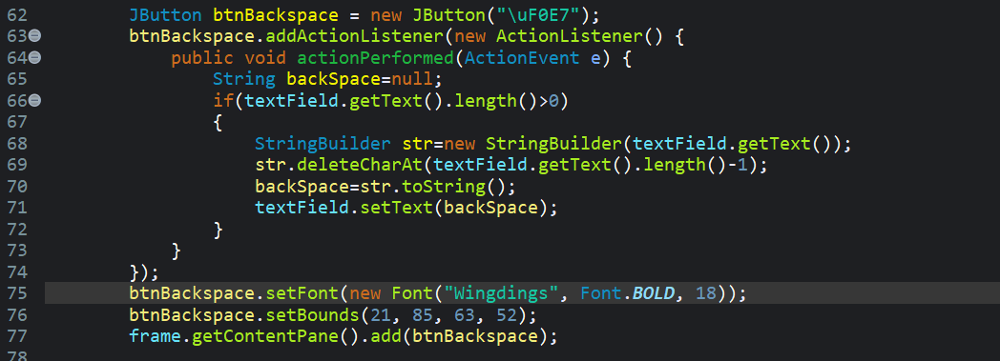 62 JButton btnBackspace = new JButton("\uF0E7");
63 btnBackspace.addActionListener(new ActionListener() {
64 public void actionPerformed(ActionEvent e) {
65 String backSpace=null;
66 if(textField.getText().length()>0)
67 {
68 StringBuilder str=new StringBuilder(textField.getText());
69 str.deleteCharAt(textField.getText().length()-1);
70 backSpace=str.toString();
71 textField.setText(backSpace);
72 }
73 }
74 });
75 btnBackspace.setFont(new Font("Wingdings", Font.BOLD, 18));
76 btnBackspace.setBounds(21, 85, 63, 52);
77 frame.getContentPane().add(btnBackspace);
78